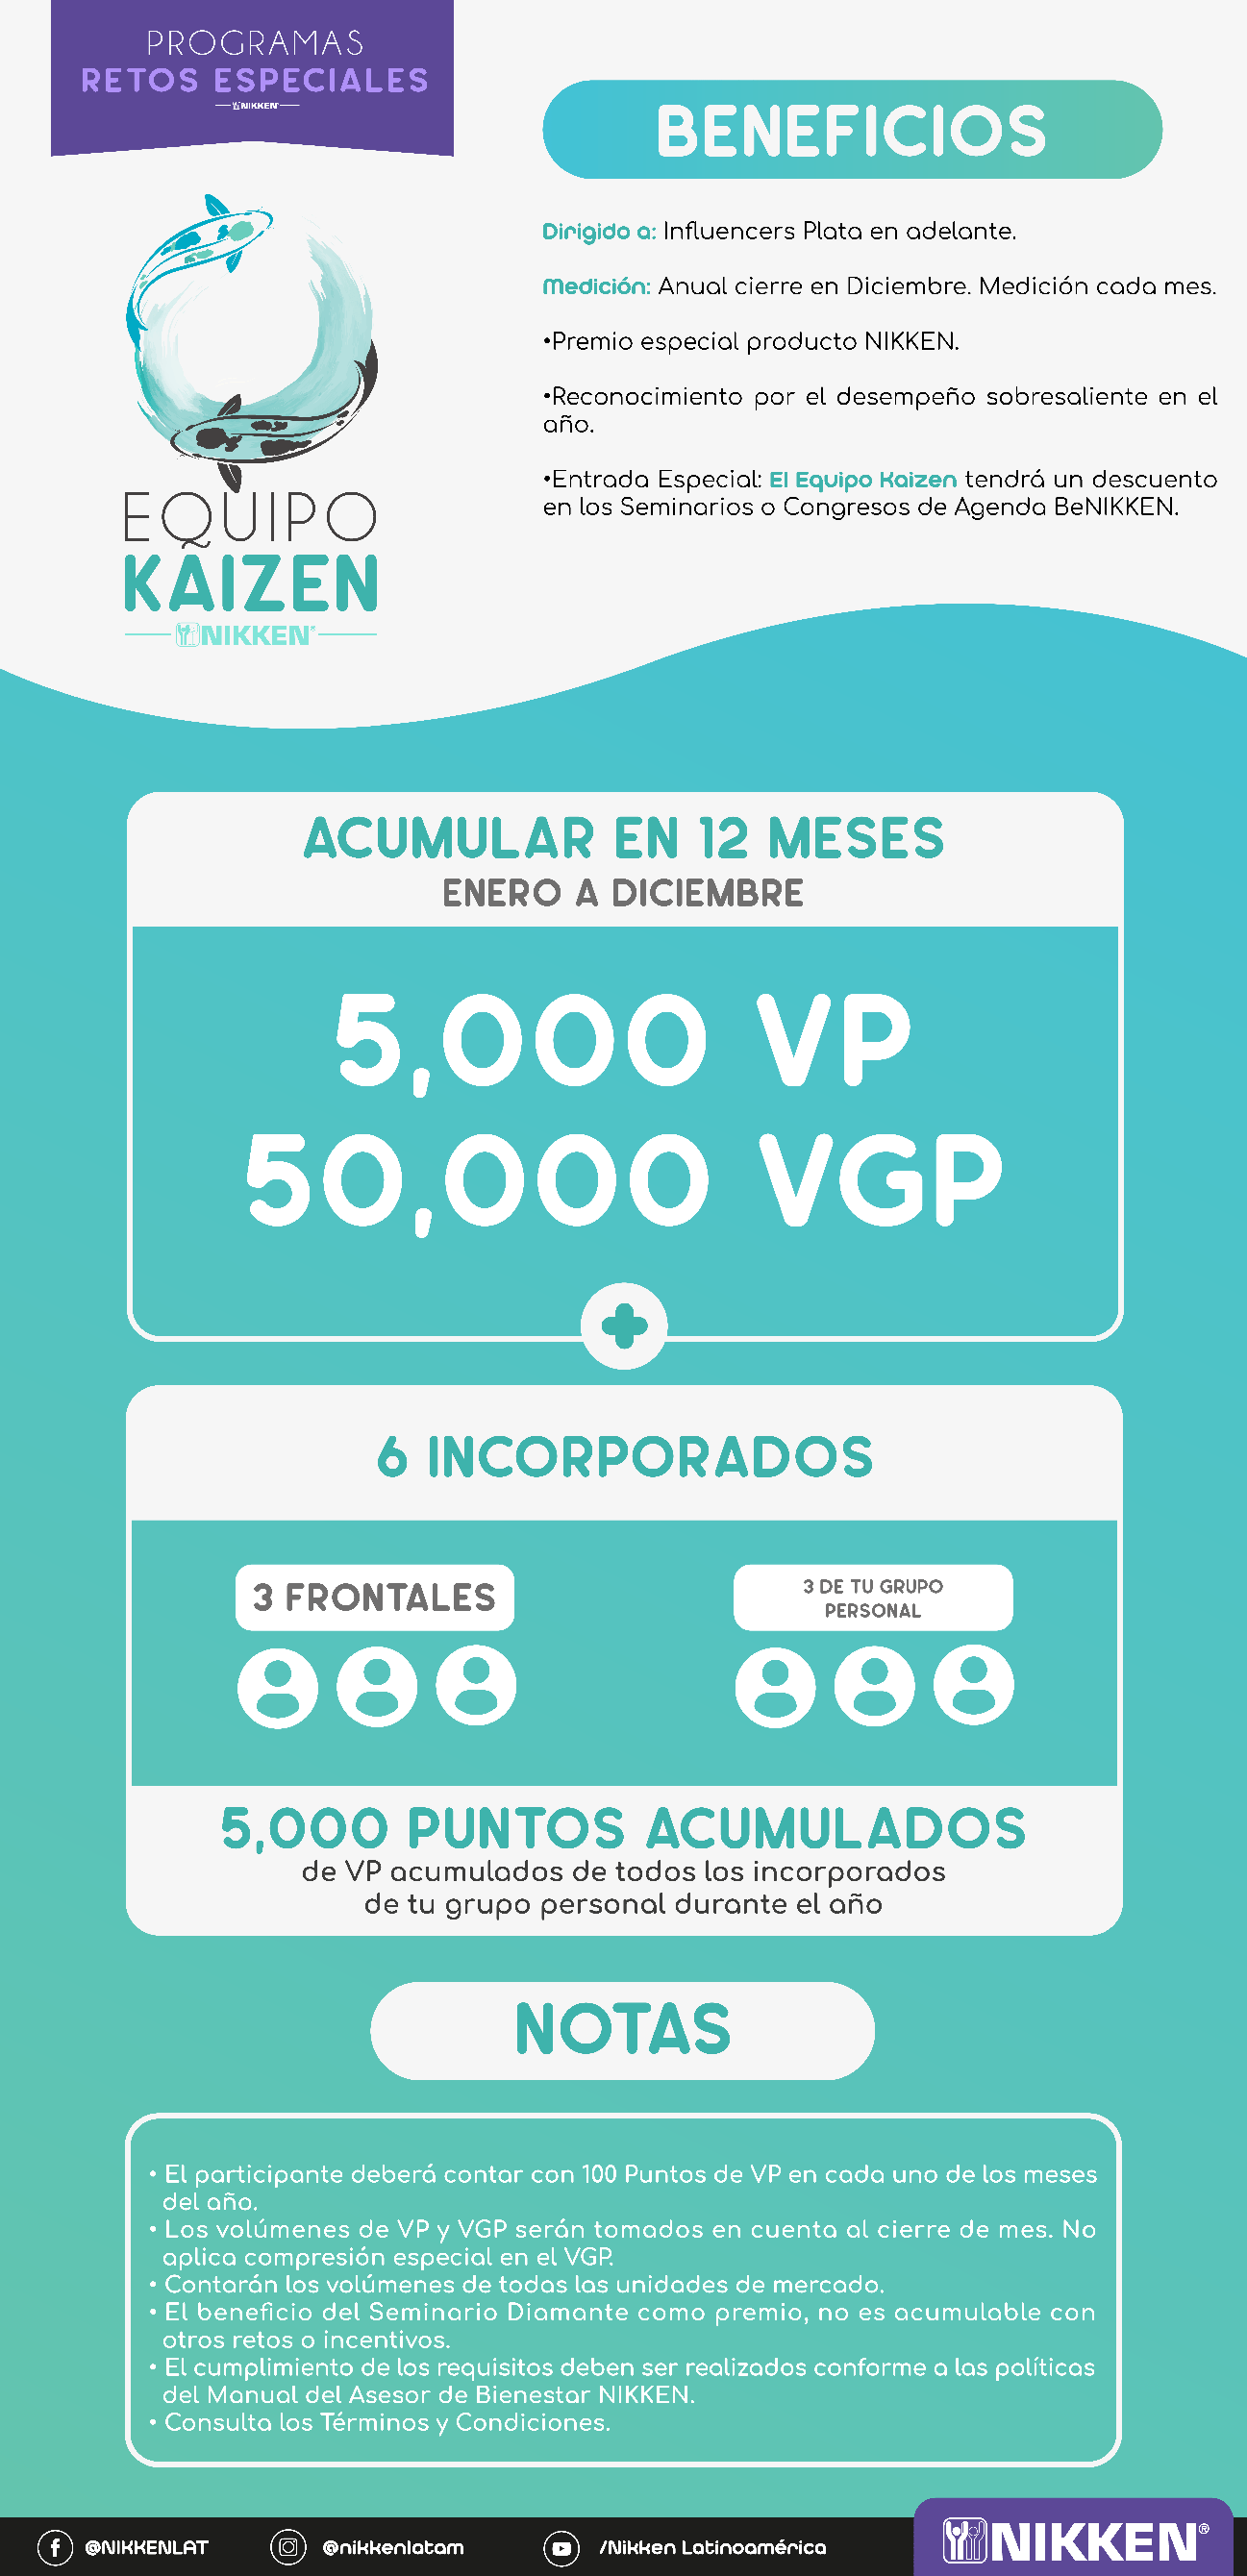 PROGRAMAS
RETOS ESPECIALES
NIKKEN
EQUIPO
KAIZEN
NIKKEN®
BENEFICIOS
Dirigido a: Influencers Plata en adelante.
Medición: Anual cierre en Diciembre. Medición cada mes.
•Premio especial producto NIKKEN.
•Reconocimiento por el desempeño sobresaliente en el
año.
•Entrada Especial: El Equipo Kaizen tendrá un descuento
en los Seminarios o Congresos de Agenda BeNIKKEN.
ACUMULAR EN 12 MESES
ENERO A DICIEMBRE
5,000 VP
50,000 VGP
+
6 INCORPORADOS
3 FRONTALES
3 DE TU GRUPO
PERSONAL
5,000 PUNTOS ACUMULADOS
de VP acumulados de todos los incorporados
de tu grupo personal durante el año
NOTAS
• El participante deberá contar con 100 Puntos de VP en cada uno de los meses
del año.
• Los volúmenes de VP y VGP serán tomados en cuenta al cierre de mes. No
aplica compresión especial en el VGP.
• Contarán los volúmenes de todas las unidades de mercado.
• El beneficio del Seminario Diamante como premio, no es acumulable con
otros retos o incentivos.
• El cumplimiento de los requisitos deben ser realizados conforme a las políticas
del Manual del Asesor de Bienestar NIKKEN.
• Consulta los Términos y Condiciones.
@NIKKENLAT
@nikkenlatam
/Nikken Latinoamérica
NIKKEN®